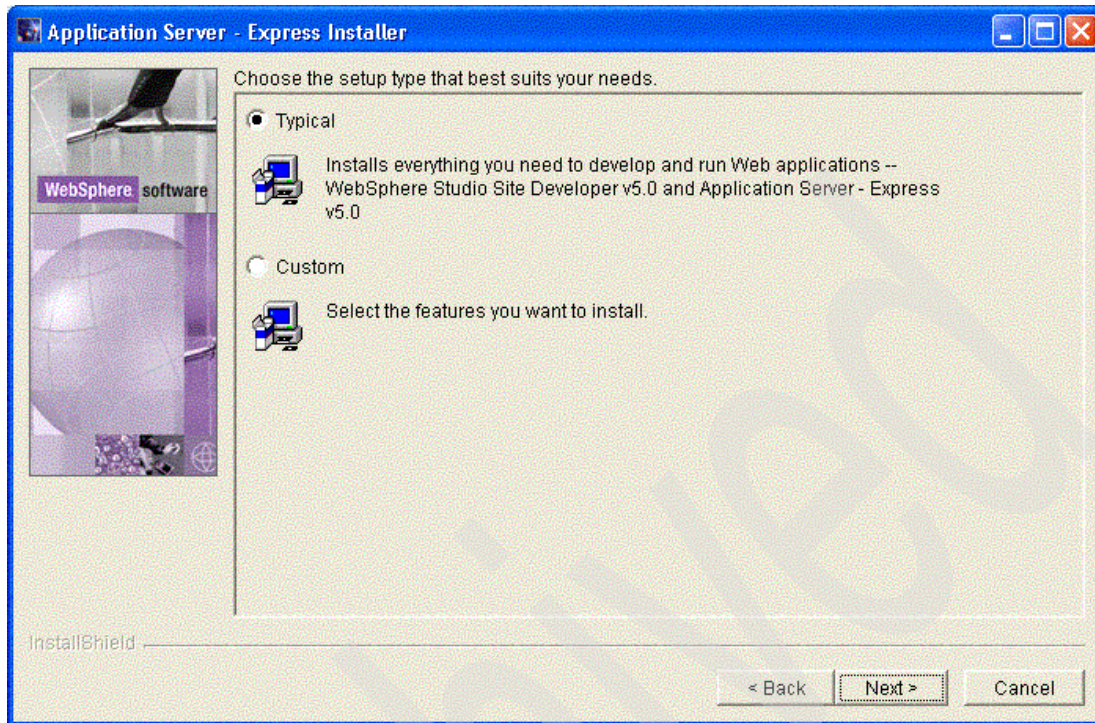 Application Server - Express Installer
Choose the setup type that best suits your needs.
Typical
Installs everything you need to develop and run Web applications --
WebSphere Studio Site Developer v5.0 and Application Server - Express
v5.0
WebSphere software
Custom
Select the features you want to install.
InstallShield
< Back
Next >
Cancel